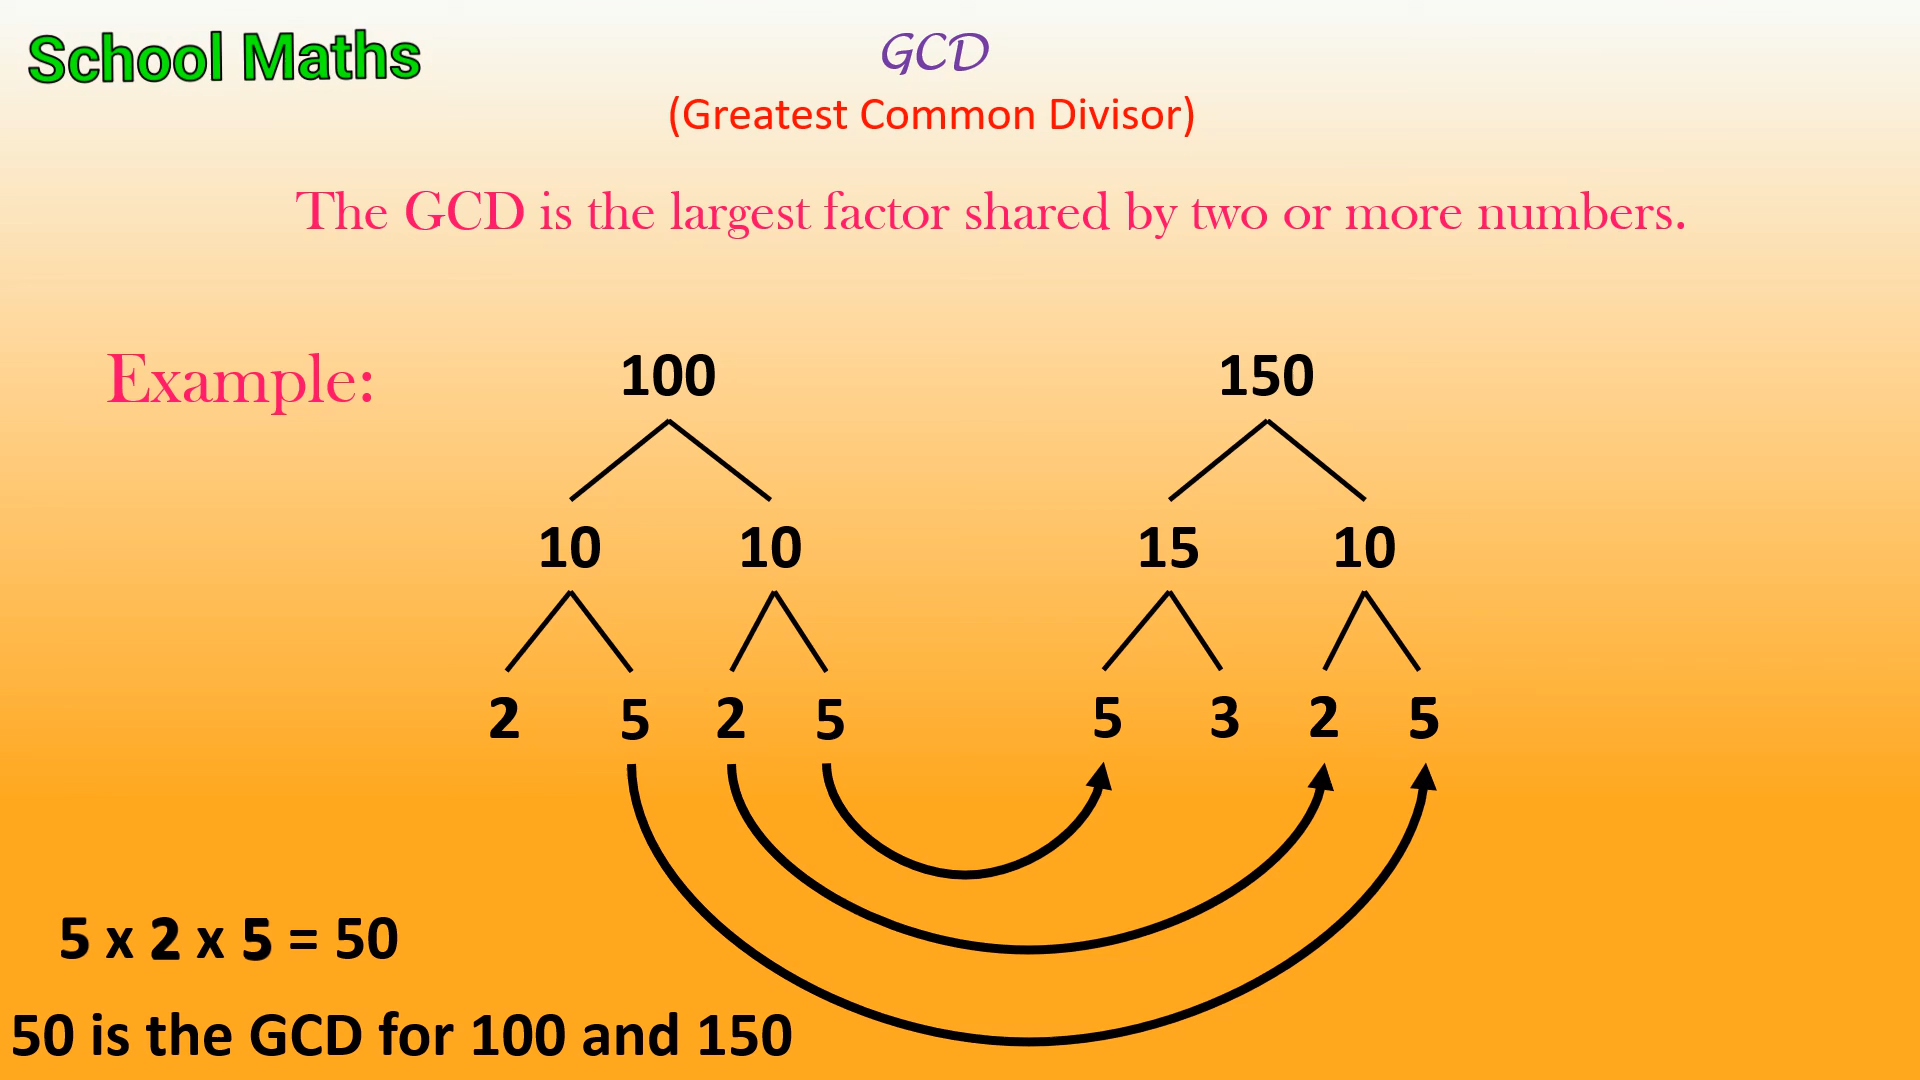 School Maths
GCD
(Greatest Common Divisor)
The GCD is the largest factor shared by two or more numbers.
Example:
100 150
10 10 15 10
2 5 2 5 5 3 2 5
5 x 2 x 5 = 50
50 is the GCD for 100 and 150